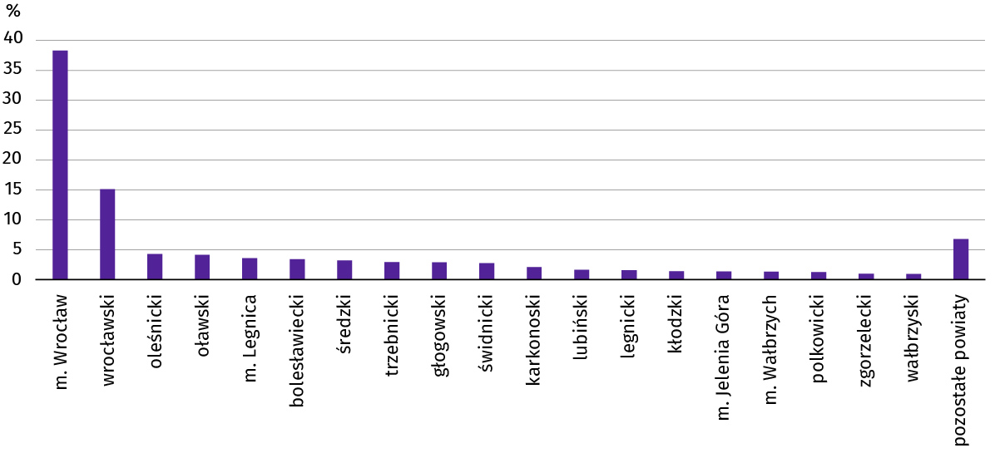 %
40
35
30
25
20
15
10
5
0
m. Wrocław
wrocławski
oleśnicki
oławski
m. Legnica
bolesławiecki
średzki
trzebnicki
głogowski
świdnicki
karkonoski
lubiński
legnicki
kłodzki
m. Jelenia Góra
m. Wałbrzych
polkowicki
zgorzelecki
wałbrzyski
pozostałe powiaty